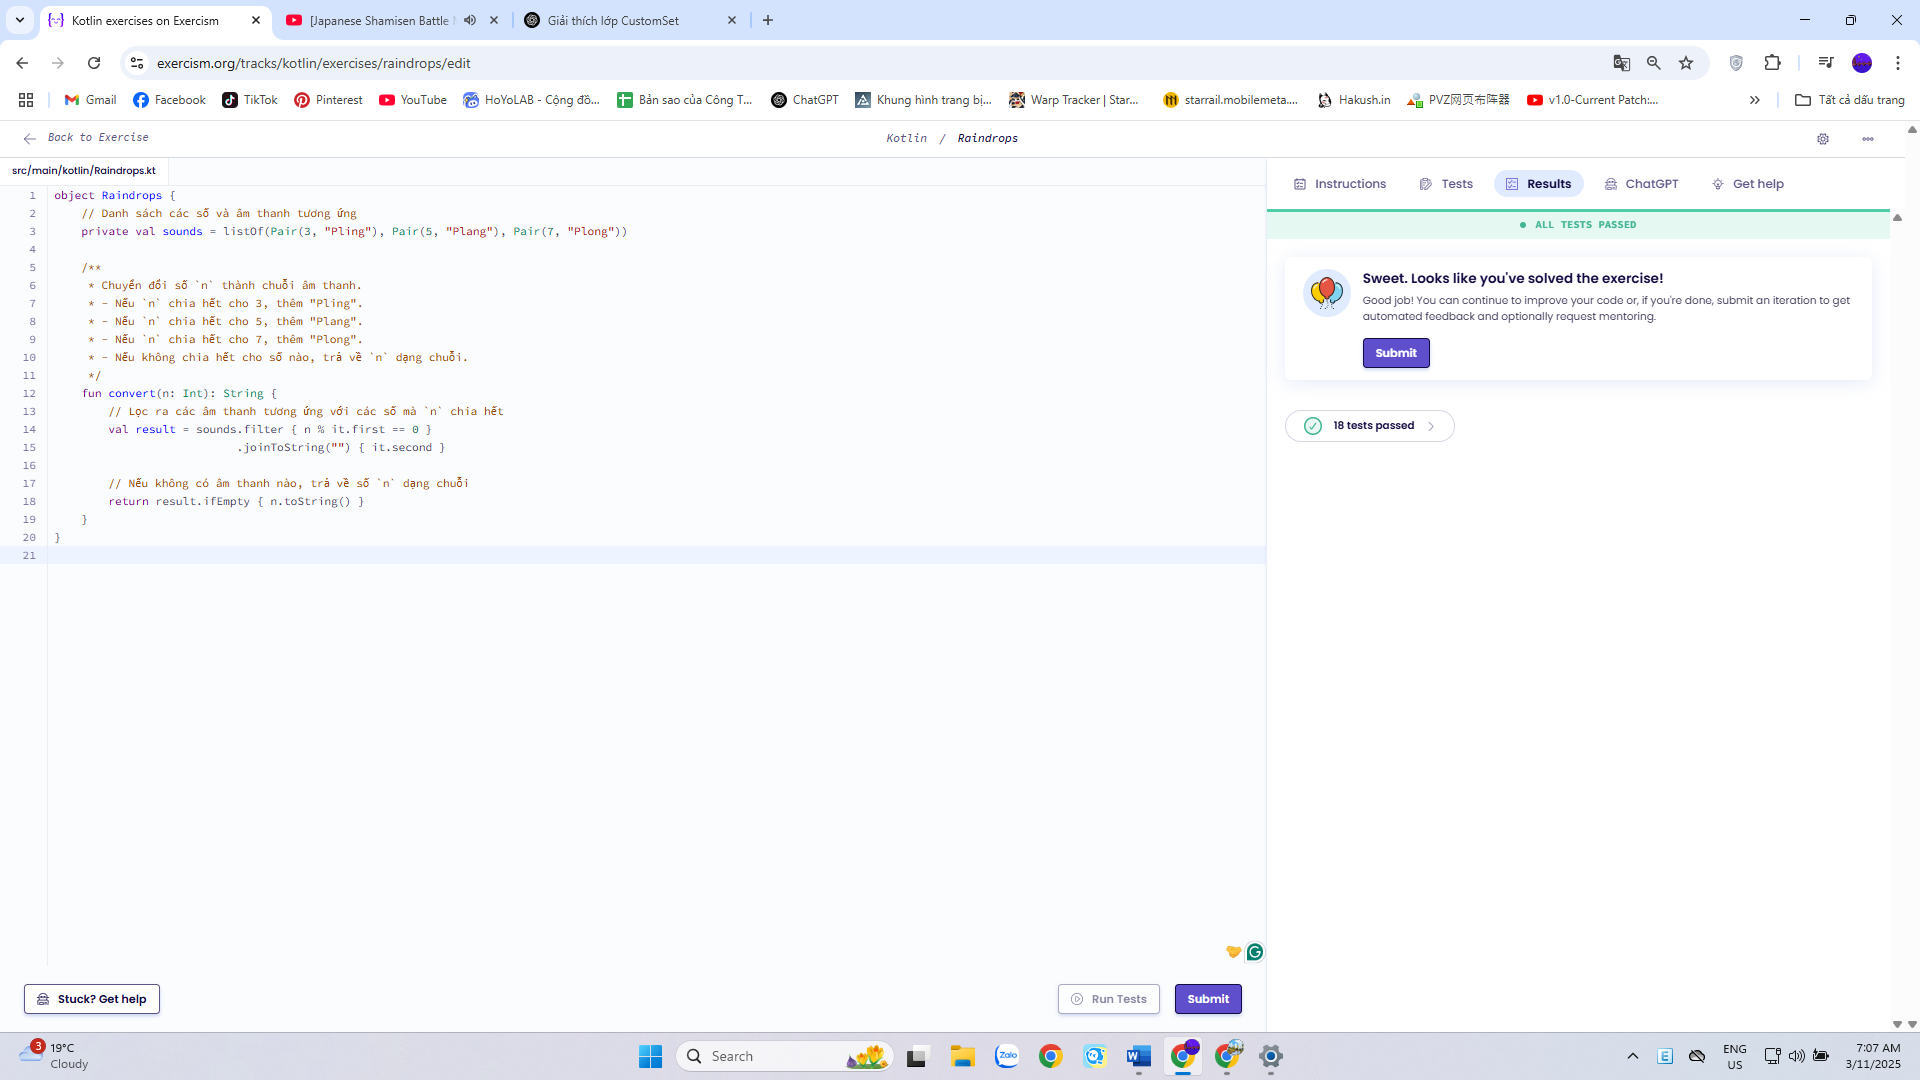 Kotlin exercises on Exercism
[Japanese Shamisen Battle
Giải thích lớp CustomSet
exercism.org/tracks/kotlin/exercises/raindrops/edit
Gmail
Facebook
TikTok
Pinterest
YouTube
HoYoLAB - Cộng đồ...
Bản sao của Công T...
ChatGPT
Khung hình trang bị...
Warp Tracker | Star...
starrail.mobilemeta....
Hakush.in
PVZ网页布阵器
v1.0-Current Patch:...
Tất cả dấu trang
Back to Exercise
Kotlin / Raindrops
src/main/kotlin/Raindrops.kt
1 object Raindrops {
2 // Danh sách các số và âm thanh tương ứng
3 private val sounds = listOf(Pair(3, "Pling"), Pair(5, "Plang"), Pair(7, "Plong"))
4
5 /**
6 * Chuyển đổi số `n` thành chuỗi âm thanh.
7 * - Nếu `n` chia hết cho 3, thêm "Pling".
8 * - Nếu `n` chia hết cho 5, thêm "Plang".
9 * - Nếu `n` chia hết cho 7, thêm "Plong".
10 * - Nếu không chia hết cho số nào, trả về `n` dạng chuỗi.
11 */
12 fun convert(n: Int): String {
13 // Lọc ra các âm thanh tương ứng với các số mà `n` chia hết
14 val result = sounds.filter { n % it.first == 0 }
15 .joinToString("") { it.second }
16
17 // Nếu không có âm thanh nào, trả về số `n` dạng chuỗi
18 return result.ifEmpty { n.toString() }
19 }
20 }
21
Instructions
Tests
Results
ChatGPT
Get help
ALL TESTS PASSED
Sweet. Looks like you've solved the exercise!
Good job! You can continue to improve your code or, if you're done, submit an iteration to get
automated feedback and optionally request mentoring.
Submit
18 tests passed
Stuck? Get help
Run Tests
Submit
3
19°C
Cloudy
Search
Zalo
ENG
US
7:07 AM
3/11/2025